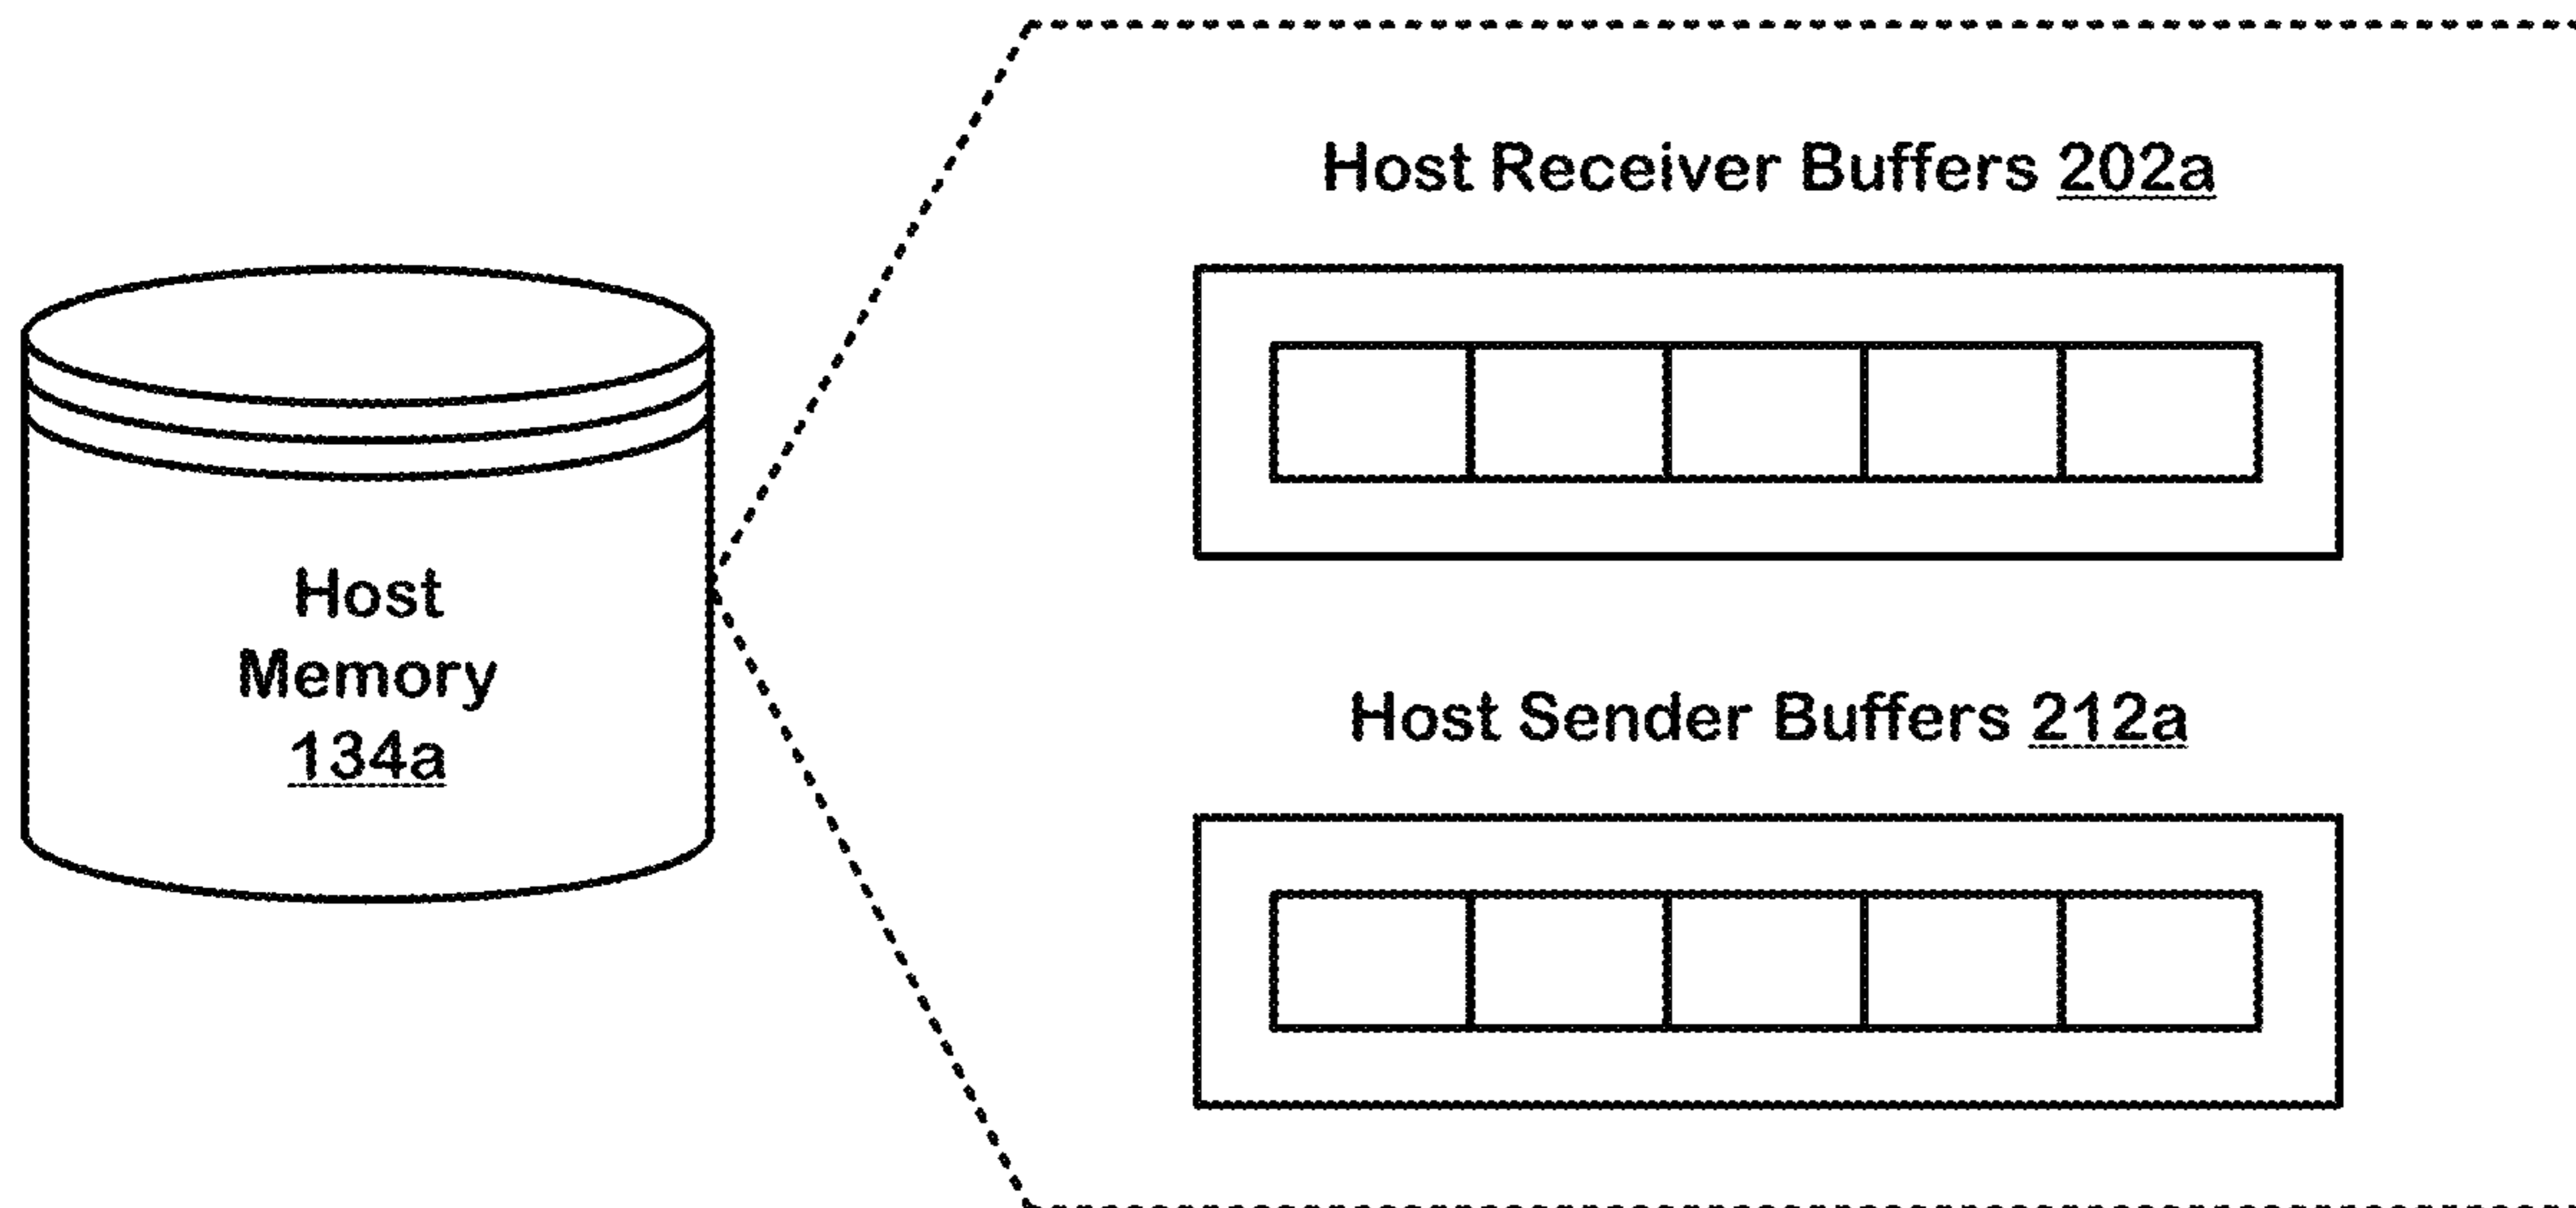 Host Receiver Buffers 202a
Host
Memory
134a
Host Sender Buffers 212a